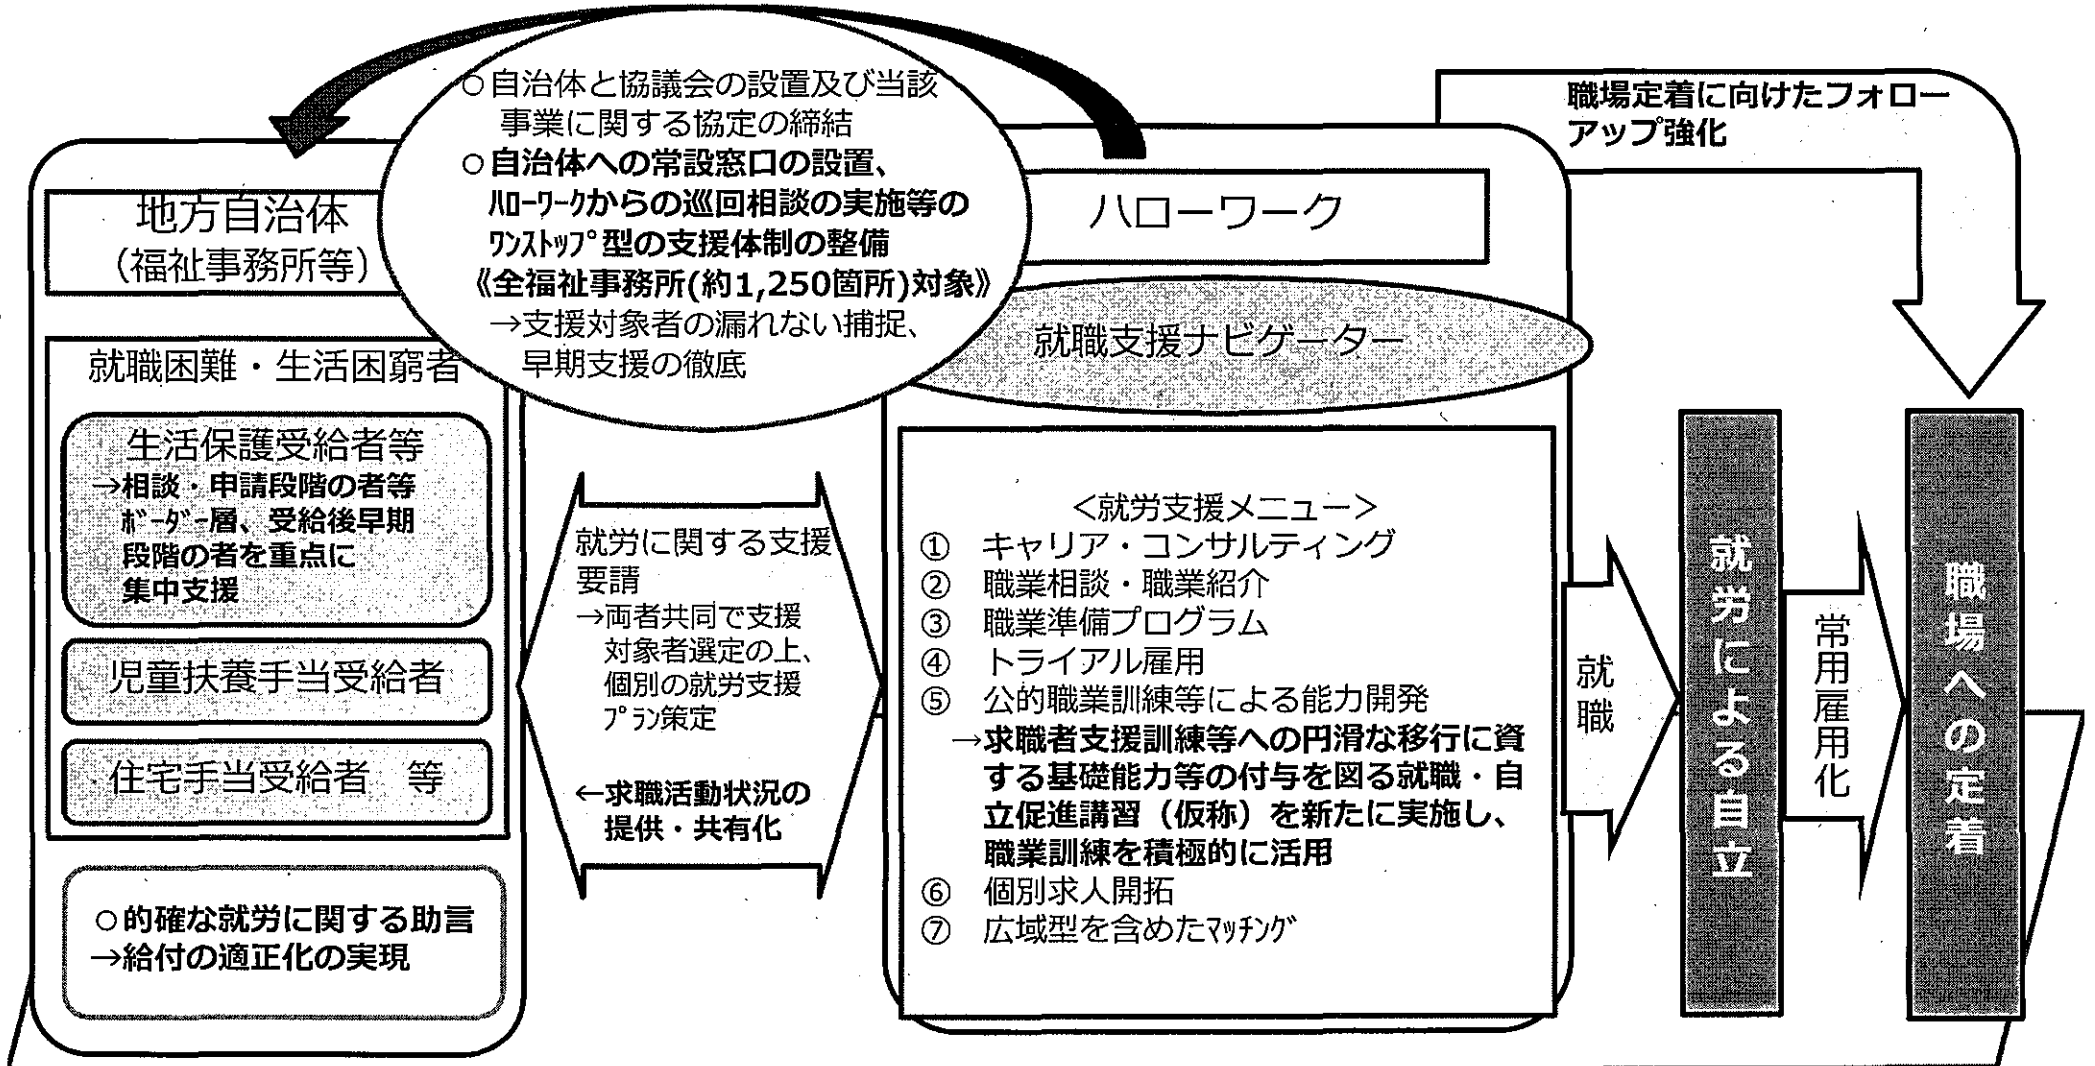 ○自治体と協議会の設置及び当該
事業に関する協定の締結
○自治体への常設窓口の設置、
ﾊﾛｰﾜｰｸからの巡回相談の実施等の
ﾜﾝｽﾄｯﾌﾟ型の支援体制の整備
《全福祉事務所(約1,250箇所)対象》
→支援対象者の漏れない捕捉、
早期支援の徹底
地方自治体
（福祉事務所等）
就職困難・生活困窮者
生活保護受給者等
→相談・申請段階の者等
ﾎﾞｰﾀﾞｰ層、受給後早期
段階の者を重点に
集中支援
児童扶養手当受給者
住宅手当受給者　等
○的確な就労に関する助言
→給付の適正化の実現
就労に関する支援
要請
→両者共同で支援
対象者選定の上、
個別の就労支援
ﾌﾟﾗﾝ策定
←求職活動状況の
提供・共有化
ハローワーク
就職支援ナビゲーター
＜就労支援メニュー＞
①　キャリア・コンサルティング
②　職業相談・職業紹介
③　職業準備プログラム
④　トライアル雇用
⑤　公的職業訓練等による能力開発
→求職者支援訓練等への円滑な移行に資
する基礎能力等の付与を図る就職・自
立促進講習（仮称）を新たに実施し、
職業訓練を積極的に活用
⑥　個別求人開拓
⑦　広域型を含めたﾏｯﾁﾝｸﾞ
職場定着に向けたフォロー
アップ強化
就職
就労による自立
常用雇用化
職場への定着